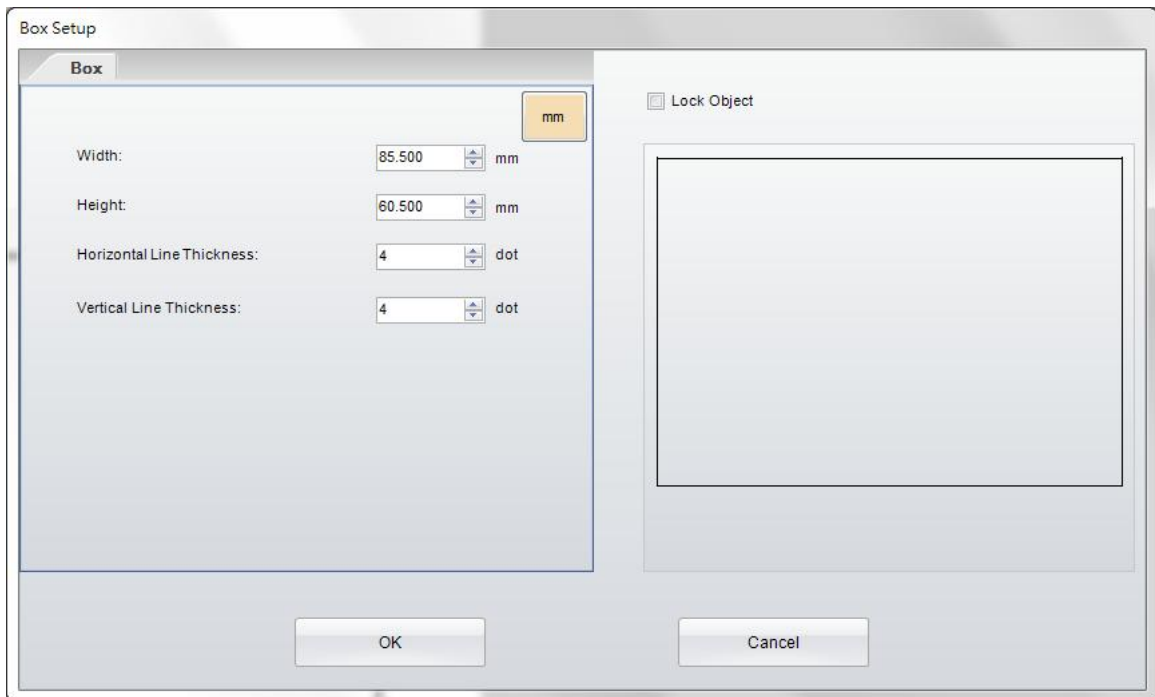 Box Setup
Box
mm
Lock Object
Width: 85.500 mm
Height: 60.500 mm
Horizontal Line Thickness: 4 dot
Vertical Line Thickness: 4 dot
OK Cancel